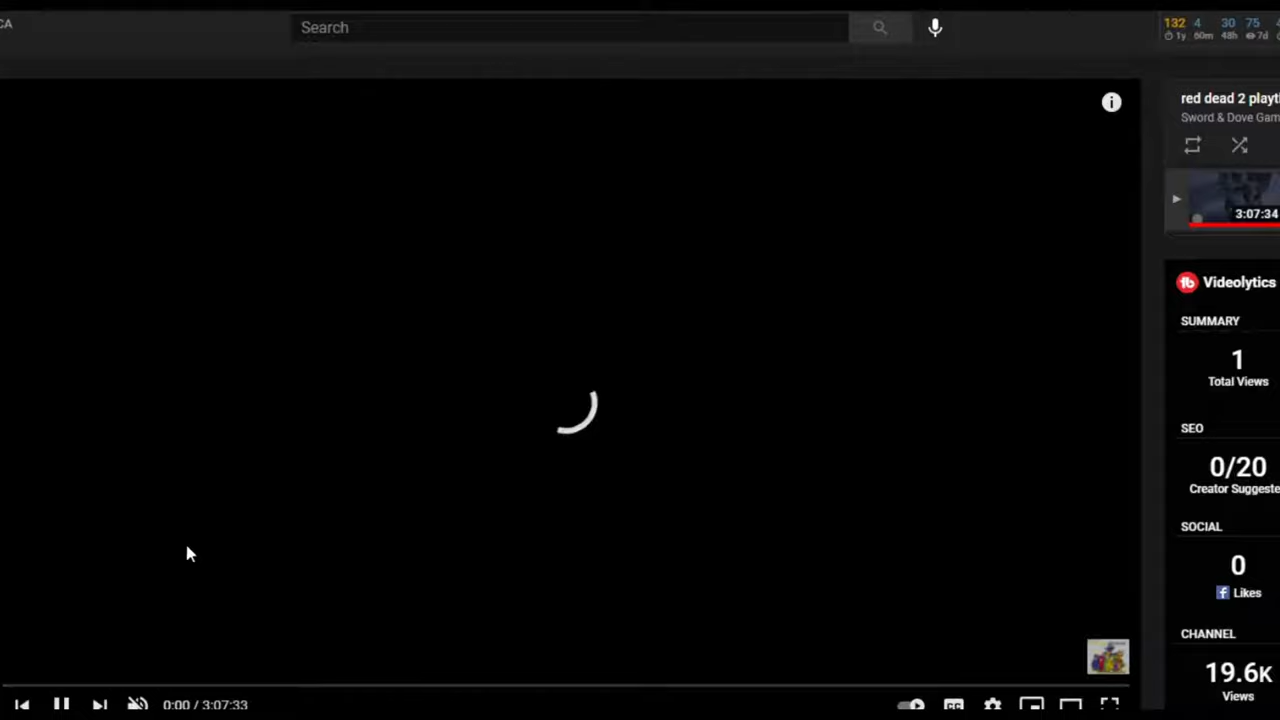 CA
Search
132 4 30 75
1y 60m 48h 7d
red dead 2 playt
Sword & Dove Gam
3:07:34
Videolytics
SUMMARY
1
Total Views
SEO
0/20
Creator Suggeste
SOCIAL
0
Likes
CHANNEL
19.6K
Views
0:00 / 3:07:33
CC